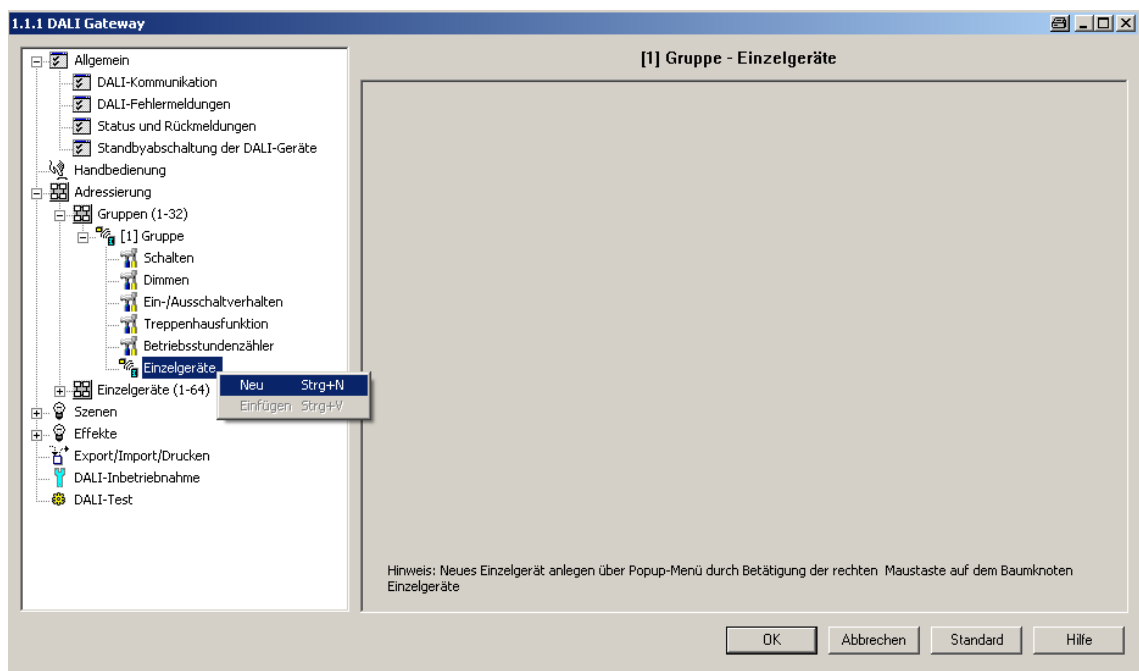 1.1.1 DALI Gateway
Allgemein
DALI-Kommunikation
DALI-Fehlermeldungen
Status und Rückmeldungen
Standbyabschaltung der DALI-Geräte
Handbedienung
Adressierung
Gruppen (1-32)
[1] Gruppe
Schalten
Dimmen
Ein-/Ausschaltverhalten
Treppenhausfunktion
Betriebsstundenzähler
Einzelgeräte
Einzelgeräte (1-64)
Szenen
Effekte
Export/Import/Drucken
DALI-Inbetriebnahme
DALI-Test
Neu Strg+N
Einfügen Strg+V
[1] Gruppe - Einzelgeräte
Hinweis: Neues Einzelgerät anlegen über Popup-Menü durch Betätigung der rechten Maustaste auf dem Baumknoten
Einzelgeräte
OK Abbrechen Standard Hilfe